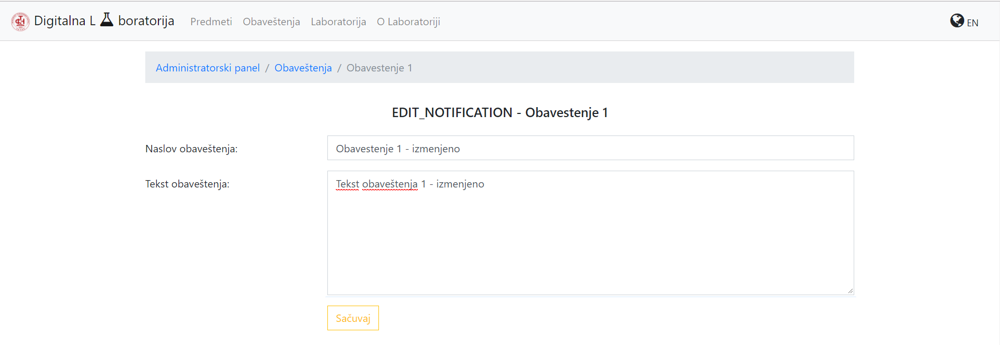 Digitalna L boratorija Predmeti Obaveštenja Laboratorija O Laboratoriji EN
Administratorski panel / Obaveštenja / Obavestenje 1
EDIT_NOTIFICATION - Obavestenje 1
Naslov obaveštenja: Obavestenje 1 - izmenjeno
Tekst obaveštenja: Tekst obaveštenja 1 - izmenjeno
Sačuvaj